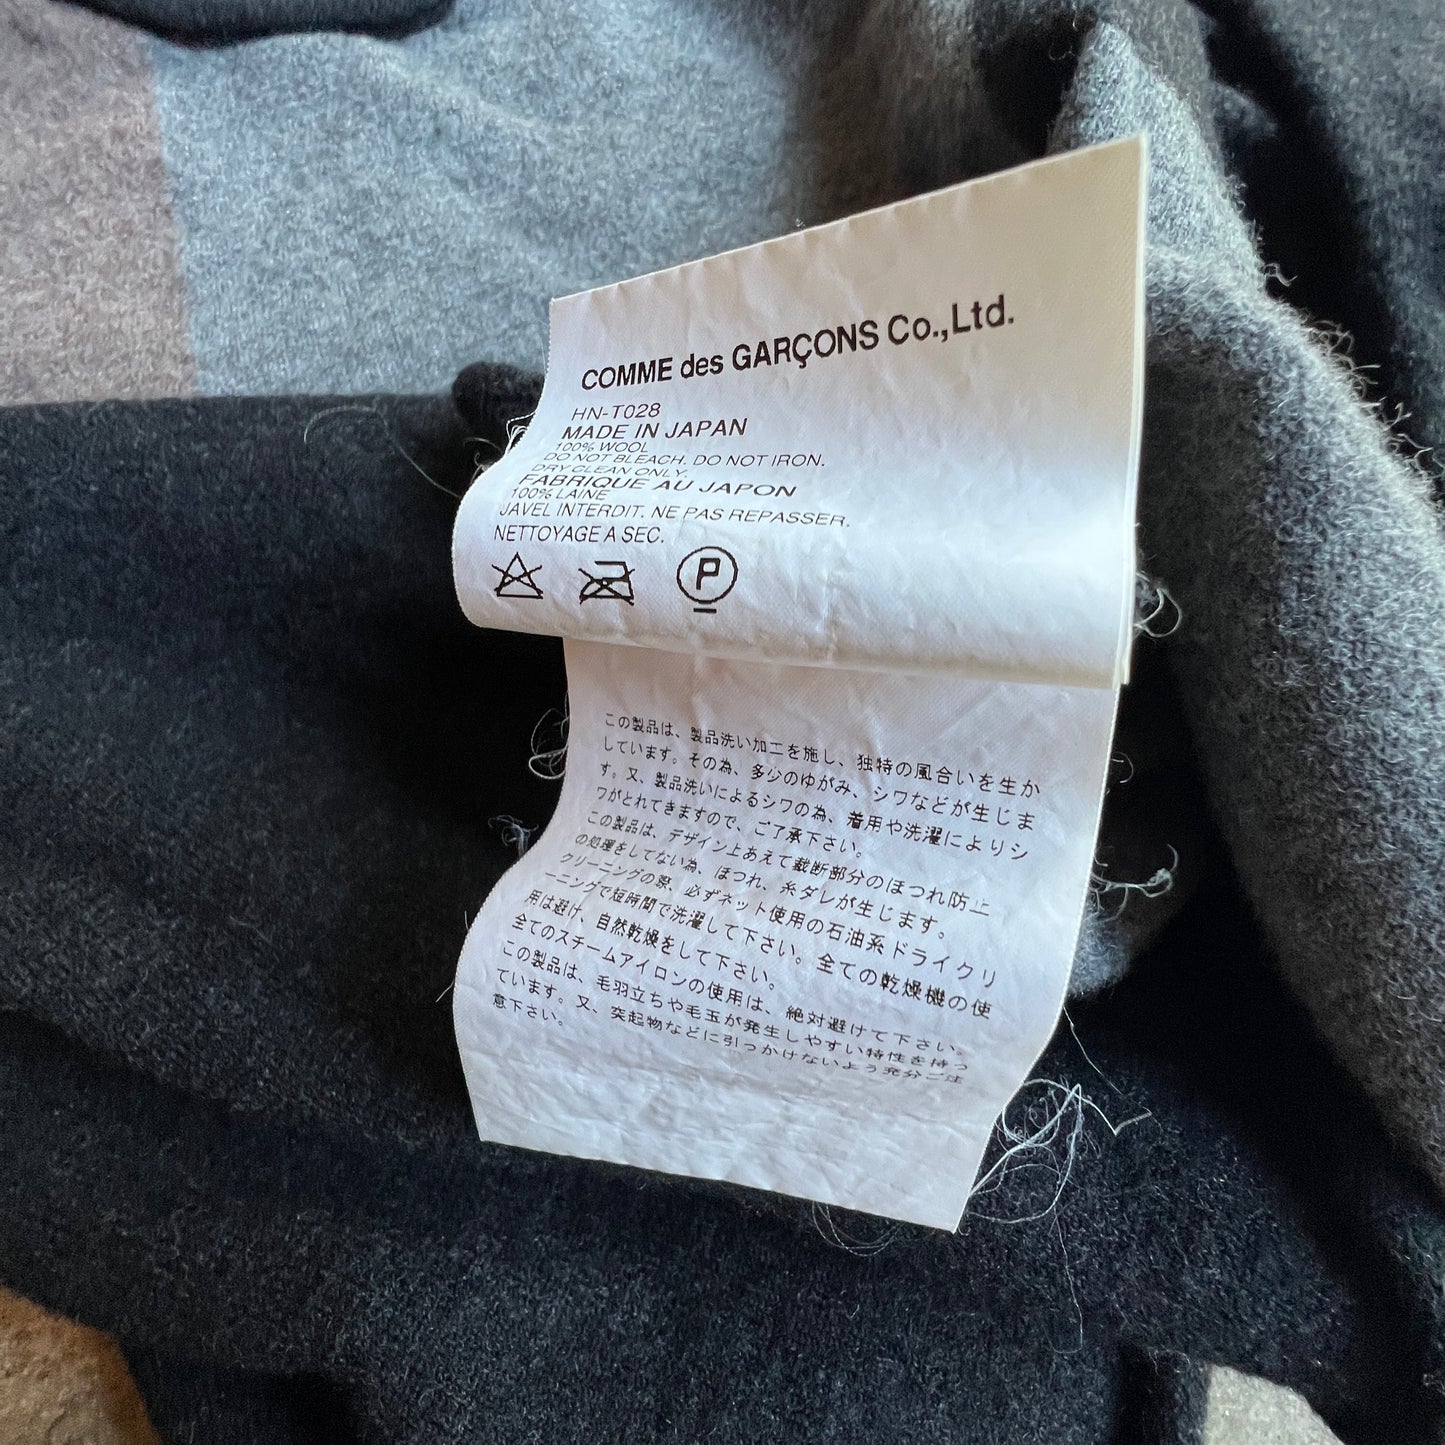 COMME des GARÇONS Co.,Ltd.
HN-T028
MADE IN JAPAN
100% WOOL
DO NOT BLEACH. DO NOT IRON.
DRY CLEAN ONLY.
FABRIQUE AU JAPON
100% LAINE
JAVEL INTERDIT. NE PAS REPASSER.
NETTOYAGE A SEC.
P
この製品は、製品洗い加工を施し、独特の風合いを生か
しています。その為、多少のゆがみ、シワなどが生じま
す。又、製品洗いによるシワの為、着用や洗濯によりシ
ワがとれてきますので、ご了承下さい。
この製品は、デザイン上あえて裁断部分のほつれ防止
の処理をしてない為、ほつれ、糸ダレが生じます。
クリーニングの際、必ずネット使用の石油系ドライクリ
ーニングで短時間で洗濯して下さい。全ての乾燥機の使
用は避け、自然乾燥をして下さい。
全てのスチームアイロンの使用は、絶対避けて下さい。
この製品は、毛羽立ちや毛玉が発生しやすい特性を持っ
ています。又、突起物などに引っかけないよう充分ご注
意下さい。